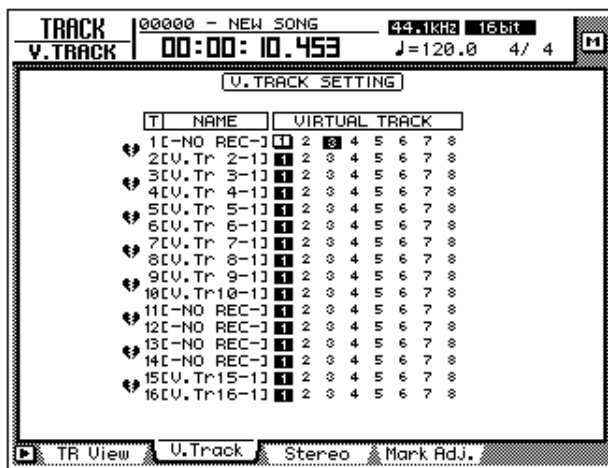 TRACK 00000 - NEW SONG 44.1kHz 16bit
V.TRACK 00:00:10.453 ♩=120.0 4/ 4 M
V.TRACK SETTING
T NAME VIRTUAL TRACK
1[-NO REC-] 1 2 3 4 5 6 7 8
2[V.Tr 2-1] 1 2 3 4 5 6 7 8
3[V.Tr 3-1] 1 2 3 4 5 6 7 8
4[V.Tr 4-1] 1 2 3 4 5 6 7 8
5[V.Tr 5-1] 1 2 3 4 5 6 7 8
6[V.Tr 6-1] 1 2 3 4 5 6 7 8
7[V.Tr 7-1] 1 2 3 4 5 6 7 8
8[V.Tr 8-1] 1 2 3 4 5 6 7 8
9[V.Tr 9-1] 1 2 3 4 5 6 7 8
10[V.Tr10-1] 1 2 3 4 5 6 7 8
11[-NO REC-] 1 2 3 4 5 6 7 8
12[-NO REC-] 1 2 3 4 5 6 7 8
13[-NO REC-] 1 2 3 4 5 6 7 8
14[-NO REC-] 1 2 3 4 5 6 7 8
15[V.Tr15-1] 1 2 3 4 5 6 7 8
16[V.Tr16-1] 1 2 3 4 5 6 7 8
TR View V.Track Stereo Mark Adj.